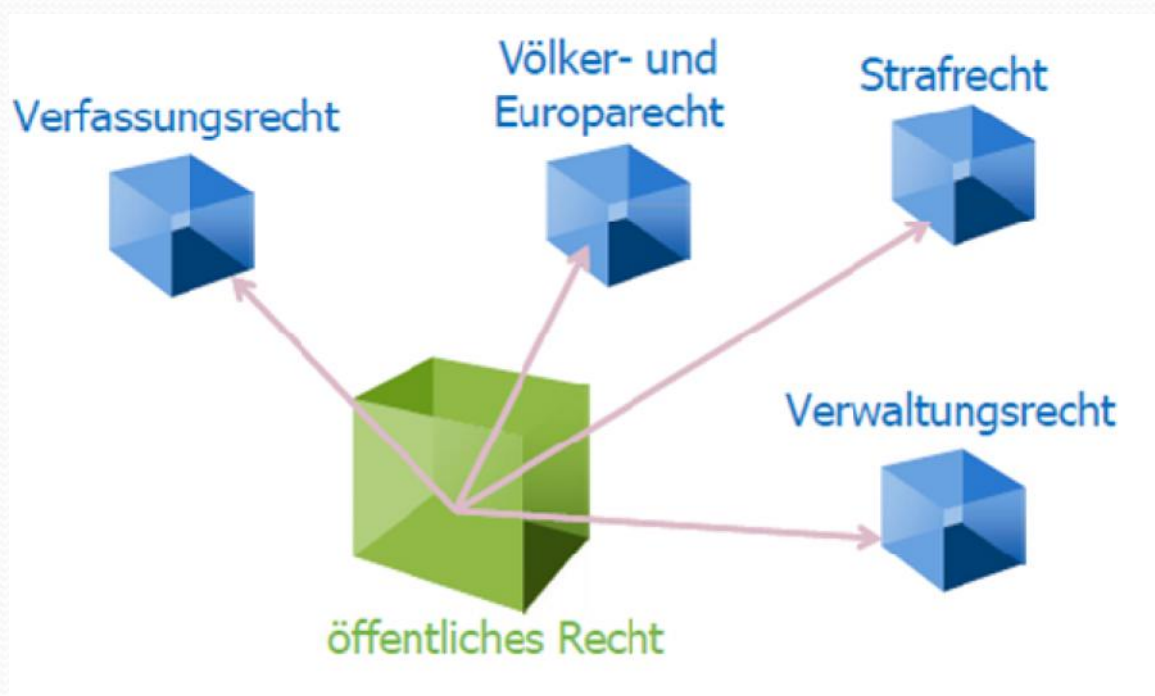 Verfassungsrecht
Völker- und
Europarecht
Strafrecht
Verwaltungsrecht
öffentliches Recht